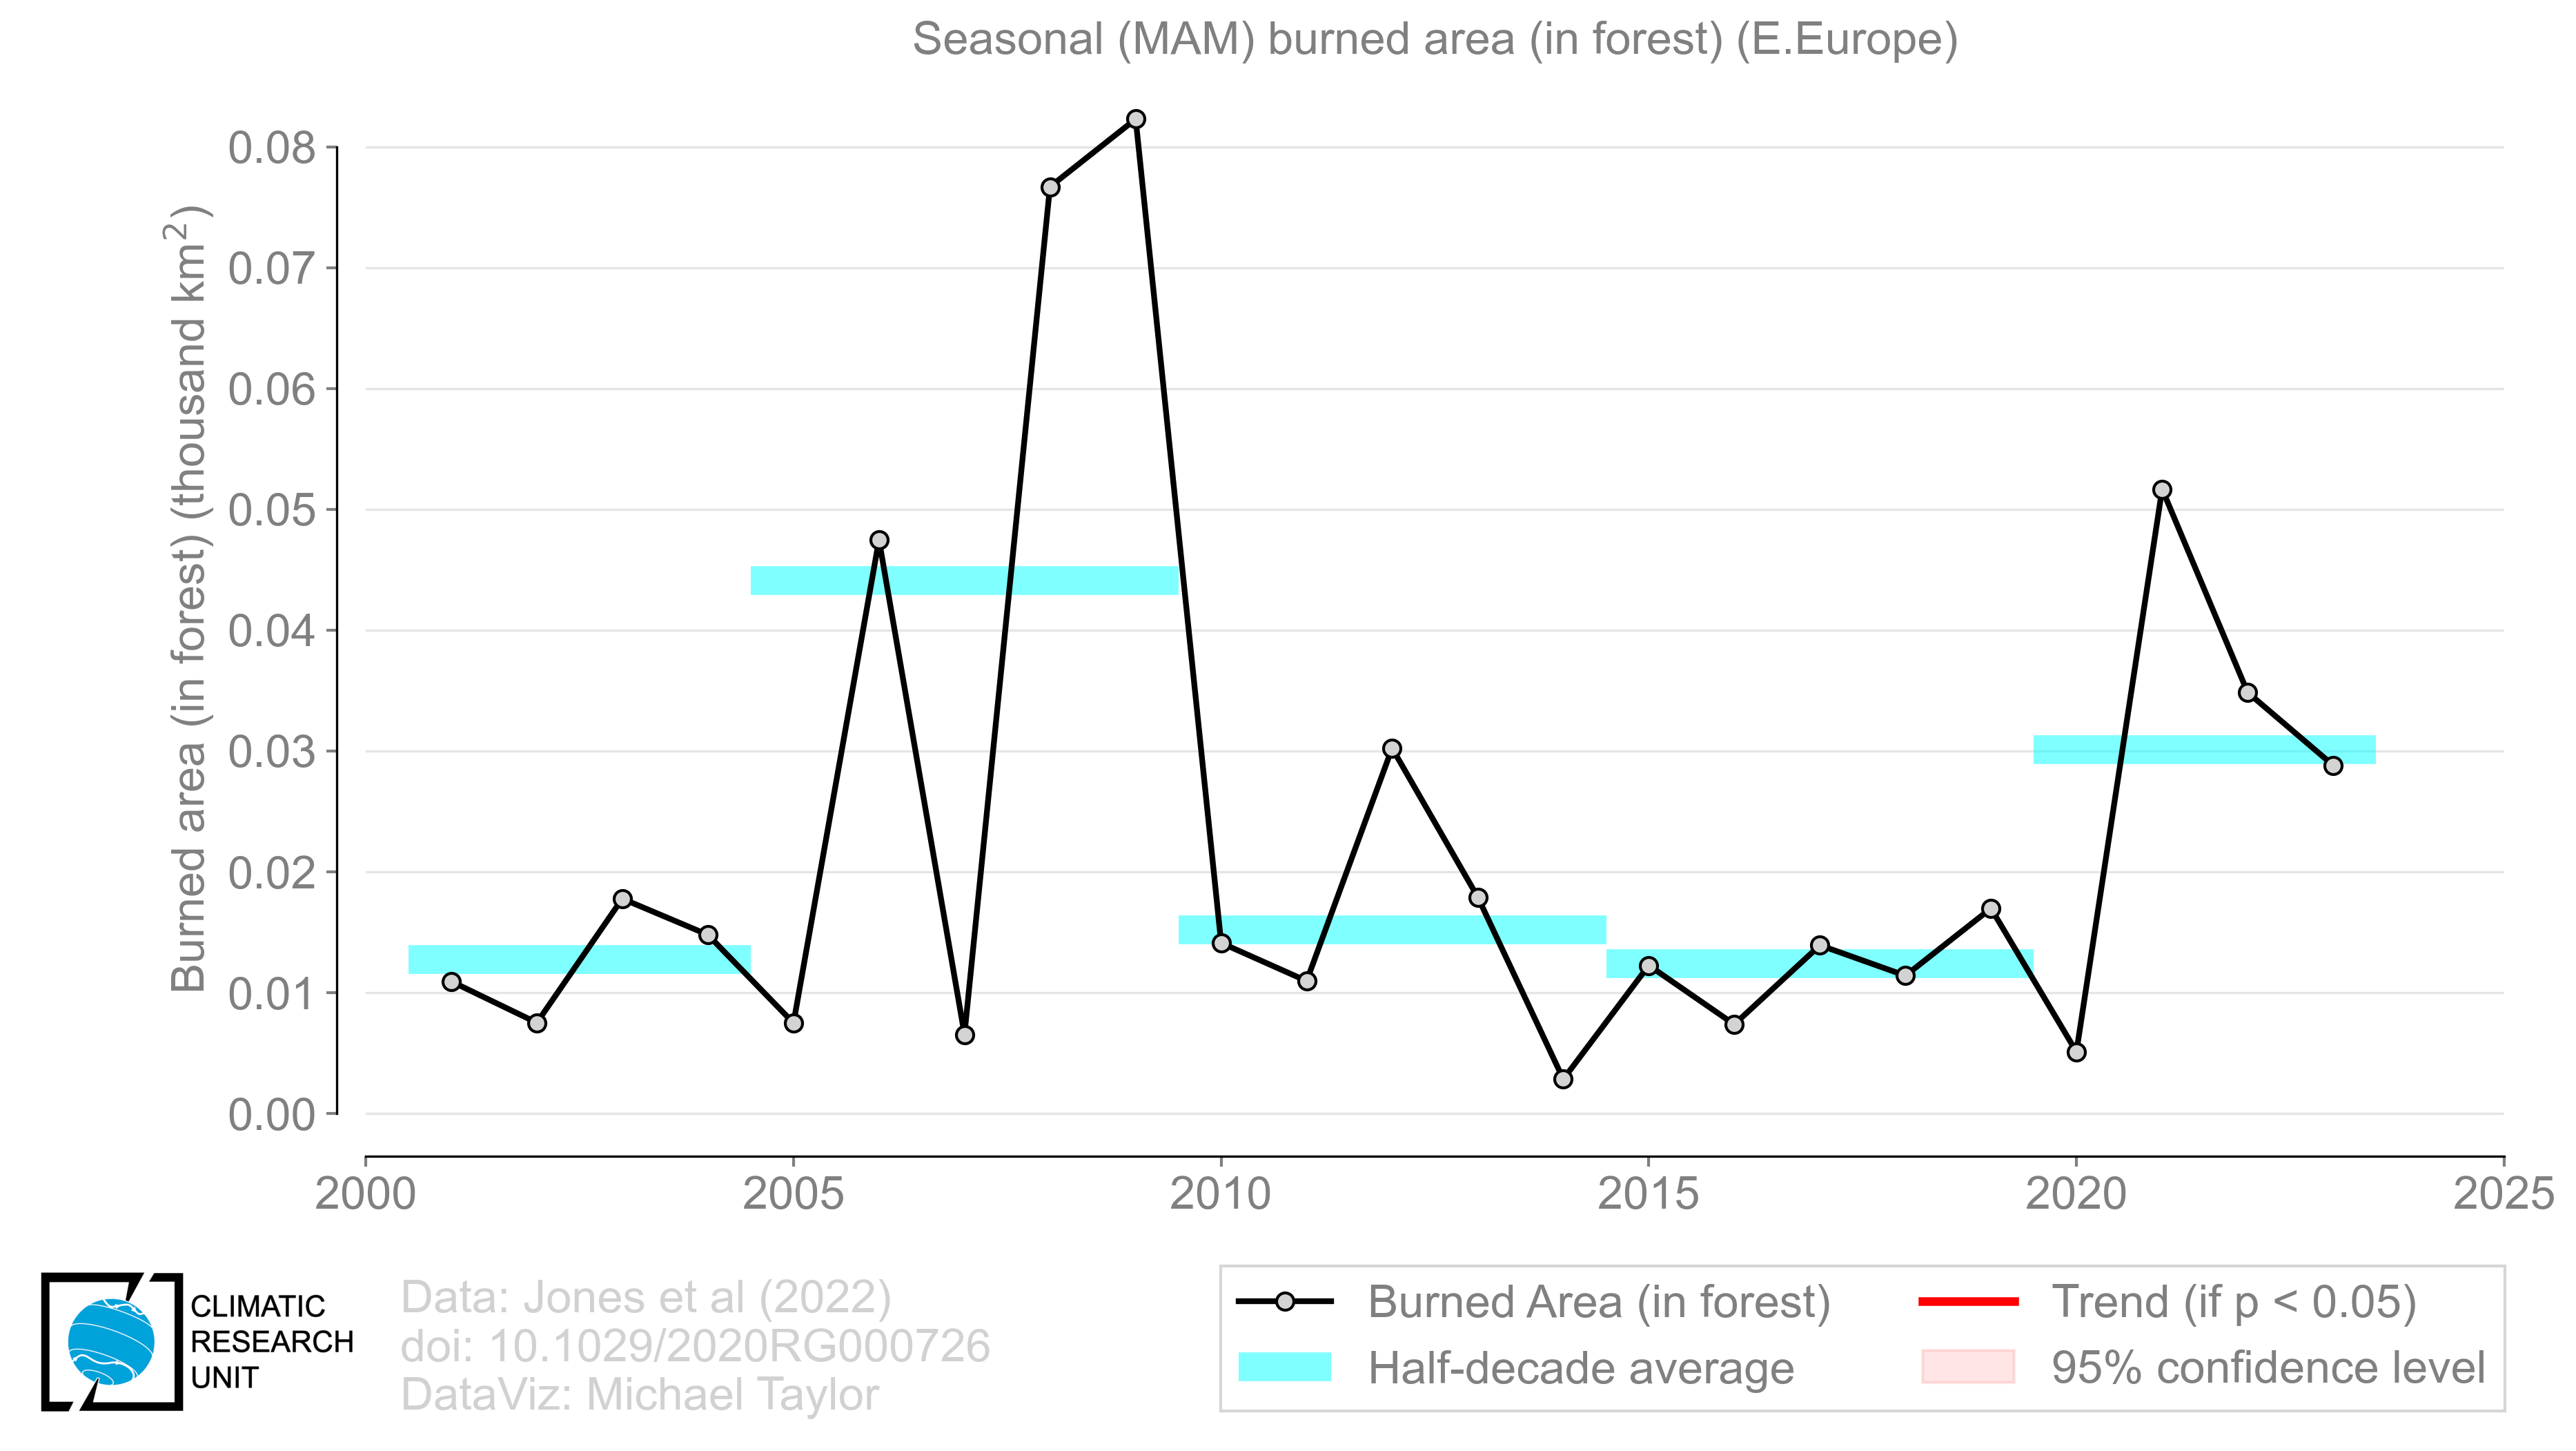 Seasonal (MAM) burned area (in forest) (E.Europe)
Burned area (in forest) (thousand km²)
0.08
0.07
0.06
0.05
0.04
0.03
0.02
0.01
0.00
2000 2005 2010 2015 2020 2025
CLIMATIC
RESEARCH
UNIT
Data: Jones et al (2022)
doi: 10.1029/2020RG000726
DataViz: Michael Taylor
Burned Area (in forest)
Half-decade average
Trend (if p < 0.05)
95% confidence level